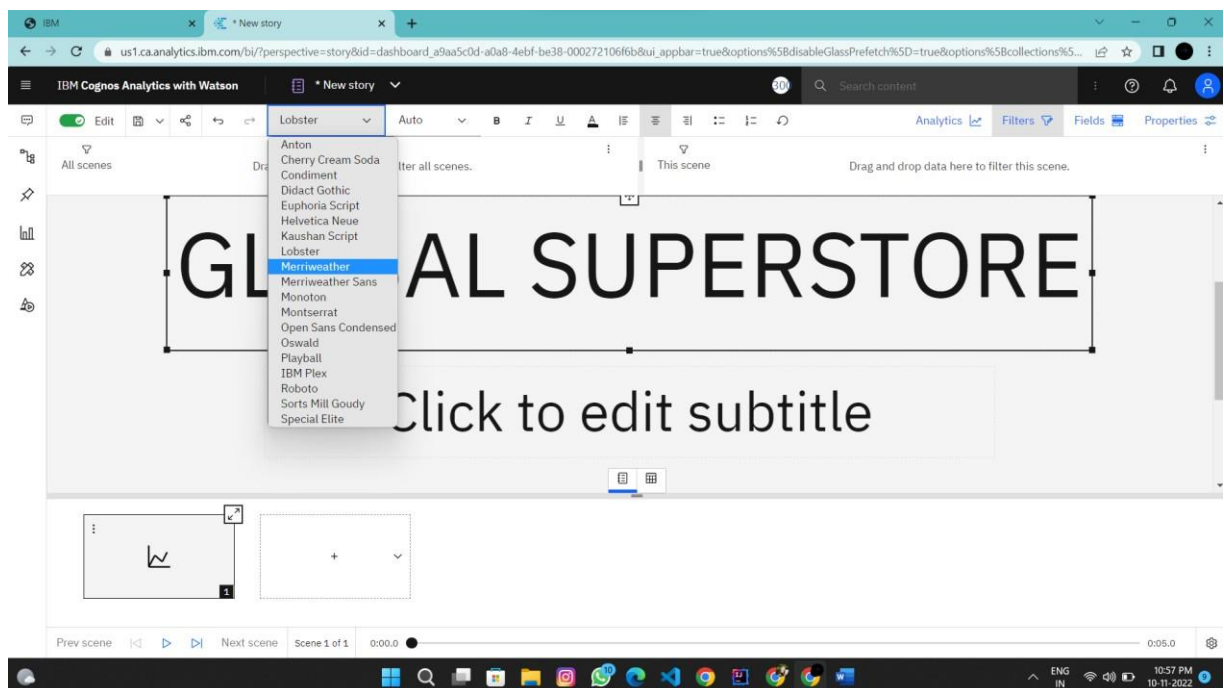 IBM
* New story
us1.ca.analytics.ibm.com/bi/?perspective=story&id=dashboard_a9aa5c0d-a0a8-4ebf-be38-000272106f6b&ui_appbar=true&options%5BdisableGlassPrefetch%5D=true&options%5Bcollections%5...
IBM Cognos Analytics with Watson
* New story
30
Search content
Edit
Lobster
Auto
B I U A
Analytics
Filters
Fields
Properties
All scenes
Dra
lter all scenes.
This scene
Drag and drop data here to filter this scene.
Anton
Cherry Cream Soda
Condiment
Didact Gothic
Euphoria Script
Helvetica Neue
Kaushan Script
Lobster
Merriweather
Merriweather Sans
Monoton
Montserrat
Open Sans Condensed
Oswald
Playball
IBM Plex
Roboto
Sorts Mill Goudy
Special Elite
GL AL SUPERSTORE
Click to edit subtitle
1
Prev scene
Next scene
Scene 1 of 1
0:00.0
0:05.0
10
ENG
IN
10:57 PM
10-11-2022
9